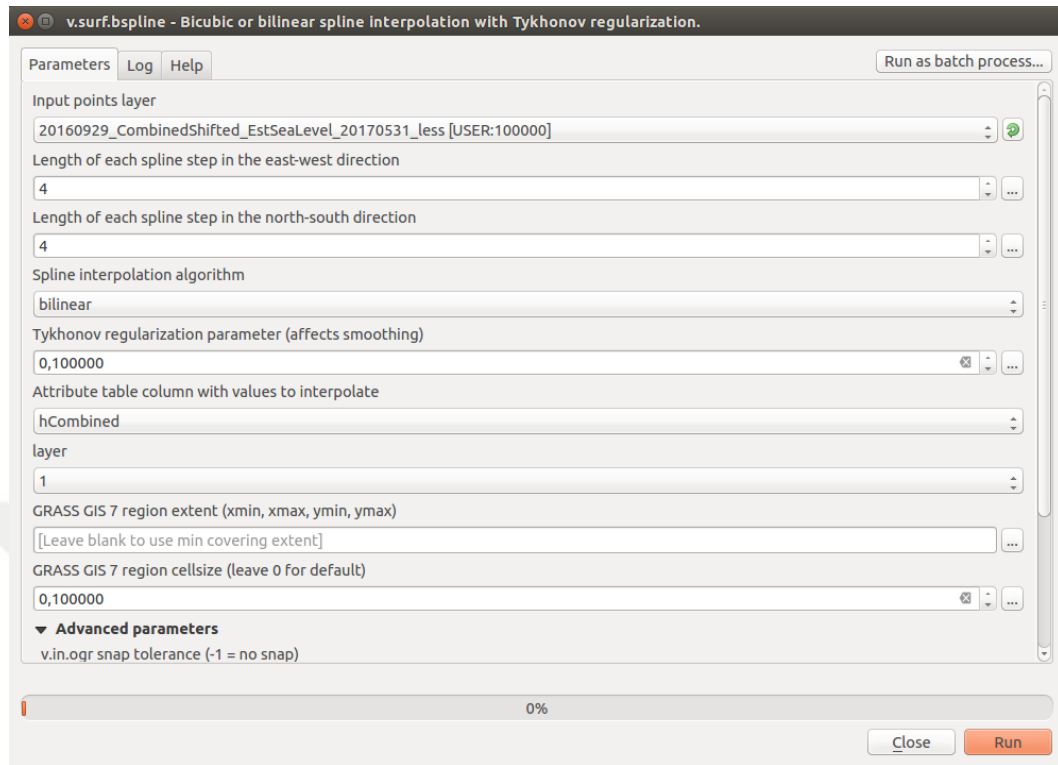 v.surf.bspline - Bicubic or bilinear spline interpolation with Tykhonov regularization.
Parameters Log Help Run as batch process...
Input points layer
20160929_CombinedShifted_EstSeaLevel_20170531_less [USER:100000]
Length of each spline step in the east-west direction
4 ...
Length of each spline step in the north-south direction
4 ...
Spline interpolation algorithm
bilinear
Tykhonov regularization parameter (affects smoothing)
0,100000 ...
Attribute table column with values to interpolate
hCombined
layer
1
GRASS GIS 7 region extent (xmin, xmax, ymin, ymax)
[Leave blank to use min covering extent] ...
GRASS GIS 7 region cellsize (leave 0 for default)
0,100000 ...
Advanced parameters
v.in.ogr snap tolerance (-1 = no snap)
0%
Close Run